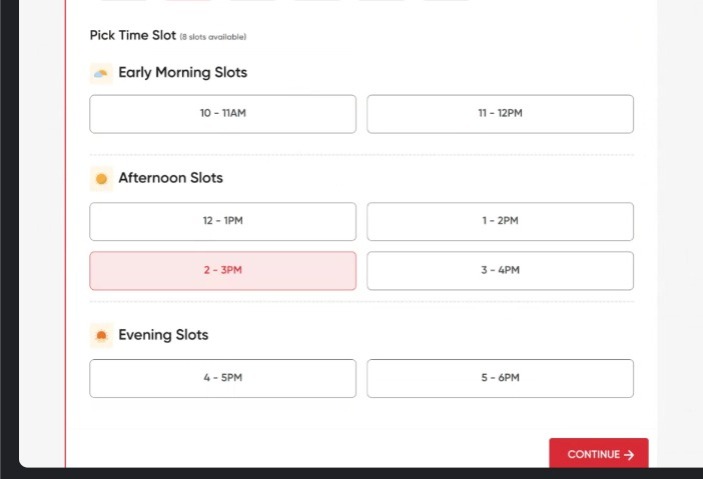 Pick Time Slot (8 slots available)
Early Morning Slots
10 - 11AM
11 - 12PM
Afternoon Slots
12 - 1PM
1 - 2PM
2 - 3PM
3 - 4PM
Evening Slots
4 - 5PM
5 - 6PM
CONTINUE →